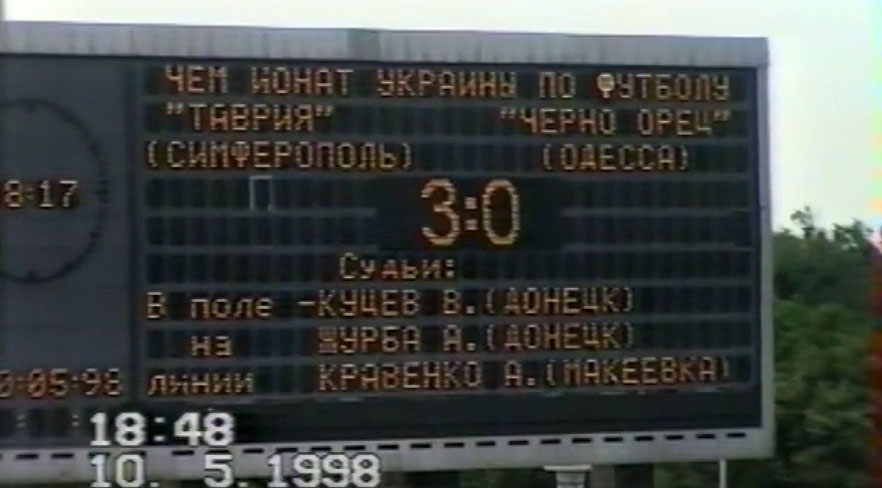 ЧЕМ ИОНАТ УКРАИНЫ ПО ФУТБОЛУ
"ТАВРИЯ" "ЧЕРНО ОРЕЦ"
(СИМФЕРОПОЛЬ) (ОДЕССА)
8:17
3:0
Судьи:
В поле -КУЦЕВ В.(ДОНЕЦК)
на ЖУРБА А.(ДОНЕЦК)
0:05:98 линии КРАВЕНКО А.(МАКЕЕВКА)
18:48
10. 5.1998